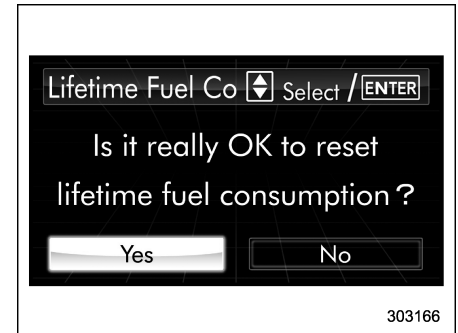 Lifetime Fuel Co Select / ENTER
Is it really OK to reset
lifetime fuel consumption ?
Yes No
303166